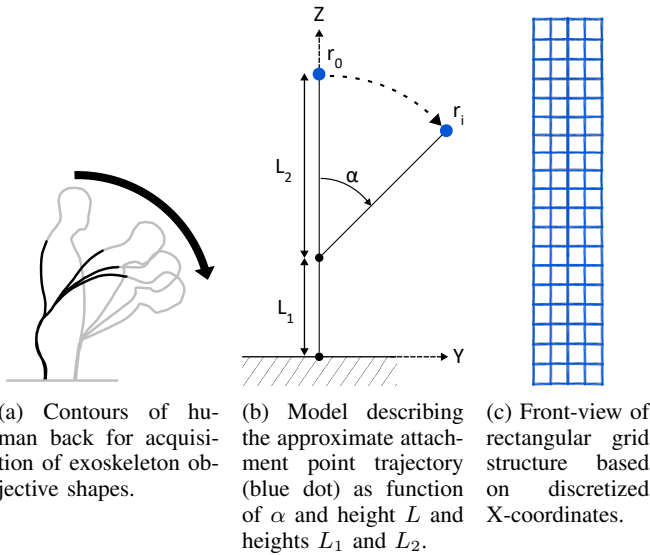 Z
r0
ri
L2
α
L1
Y
(a) Contours of hu-
man back for acquisi-
tion of exoskeleton ob-
jective shapes.
(b) Model describing
the approximate attach-
ment point trajectory
(blue dot) as function
of α and height L and
heights L1 and L2.
(c) Front-view of
rectangular grid
structure based
on discretized
X-coordinates.